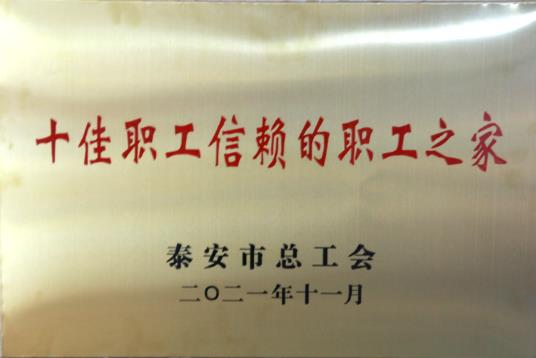 十佳职工信赖的职工之家
泰安市总工会
二〇二一年十一月